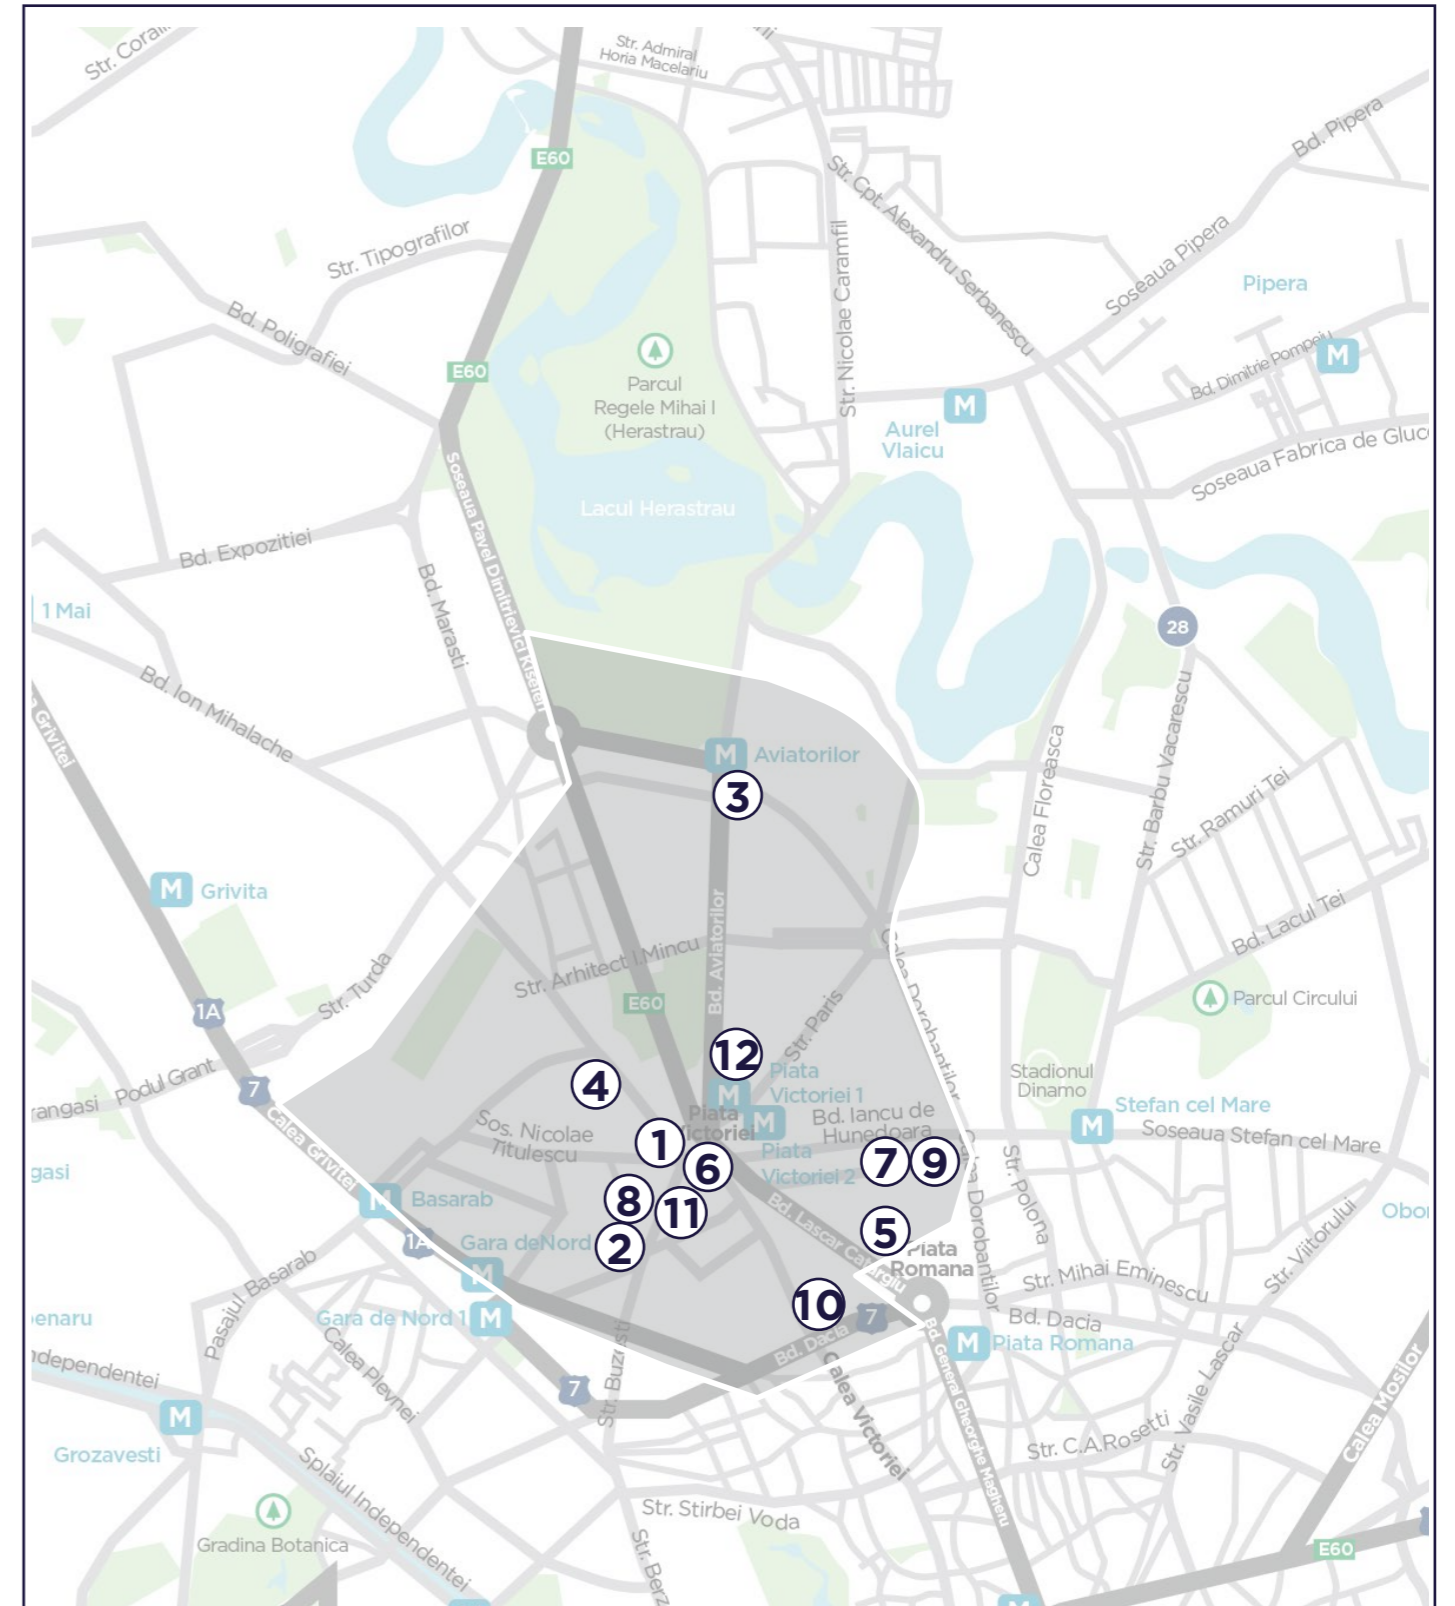 Str. Admiral
Horia Macelariu
E60
Bd. Pipera
Str. Cpt. Alexandru Serbanescu
Str. Tipografilor
Str. Nicolae Caramfil
Soseaua Pipera
Pipera
Bd. Poligrafiei
E60
Parcul
Regele Mihai I
(Herastrau)
M
Bd. Dimitrie Pompeiu
M
Aurel
Vlaicu
Soseaua Fabrica de Gluc
Soseaua Pavel Dimitrievici Kiseleff
Lacul Herastrau
Bd. Expozitiei
Bd. Marasti
1 Mai
28
Bd. Ion Mihalache
Grivitei
M
Aviatorilor
3
Calea Floreasca
Str. Barbu Vacarescu
Str. Ramuri Tei
M
Grivita
Bd. Aviatorilor
Bd. Lacul Tei
Str. Arhitect I.Mincu
Str. Turda
1A
E60
Str. Paris
Calea Dorobantilor
Parcul Circului
Podul Grant
rangasi
7
4
12
Piata
Victoriei 1
M
Stadionul
Dinamo
Stefan cel Mare
M
Soseaua Stefan cel Mare
Calea Grivitei
Sos. Nicolae
Titulescu
1
Piata
M
Bd. Iancu de
Hunedoara
Piata
Victoriei 2
6
7
9
gasi
M
Basarab
8
11
Bd. Lascar Catargiu
5
Calea Dorobantilor
Str. Polona
1A
Gara deNord
2
M
Piata
Romana
Str. Mihai Eminescu
Str. Viitorului
Pasajul Basarab
Gara de Nord 1
M
10
7
Bd. Dacia
Bd. Dacia
M
Piata Romana
Calea Plevnei
Str. Buzesti
7
Calea Victoriei
Bd. General Gheorghe Magheru
Str. Vasile Lascar
Calea Mosilor
M
Grozavesti
Str. C.A.Rosetti
Splaiul Independentei
Str. Stirbei Voda
Gradina Botanica
E60